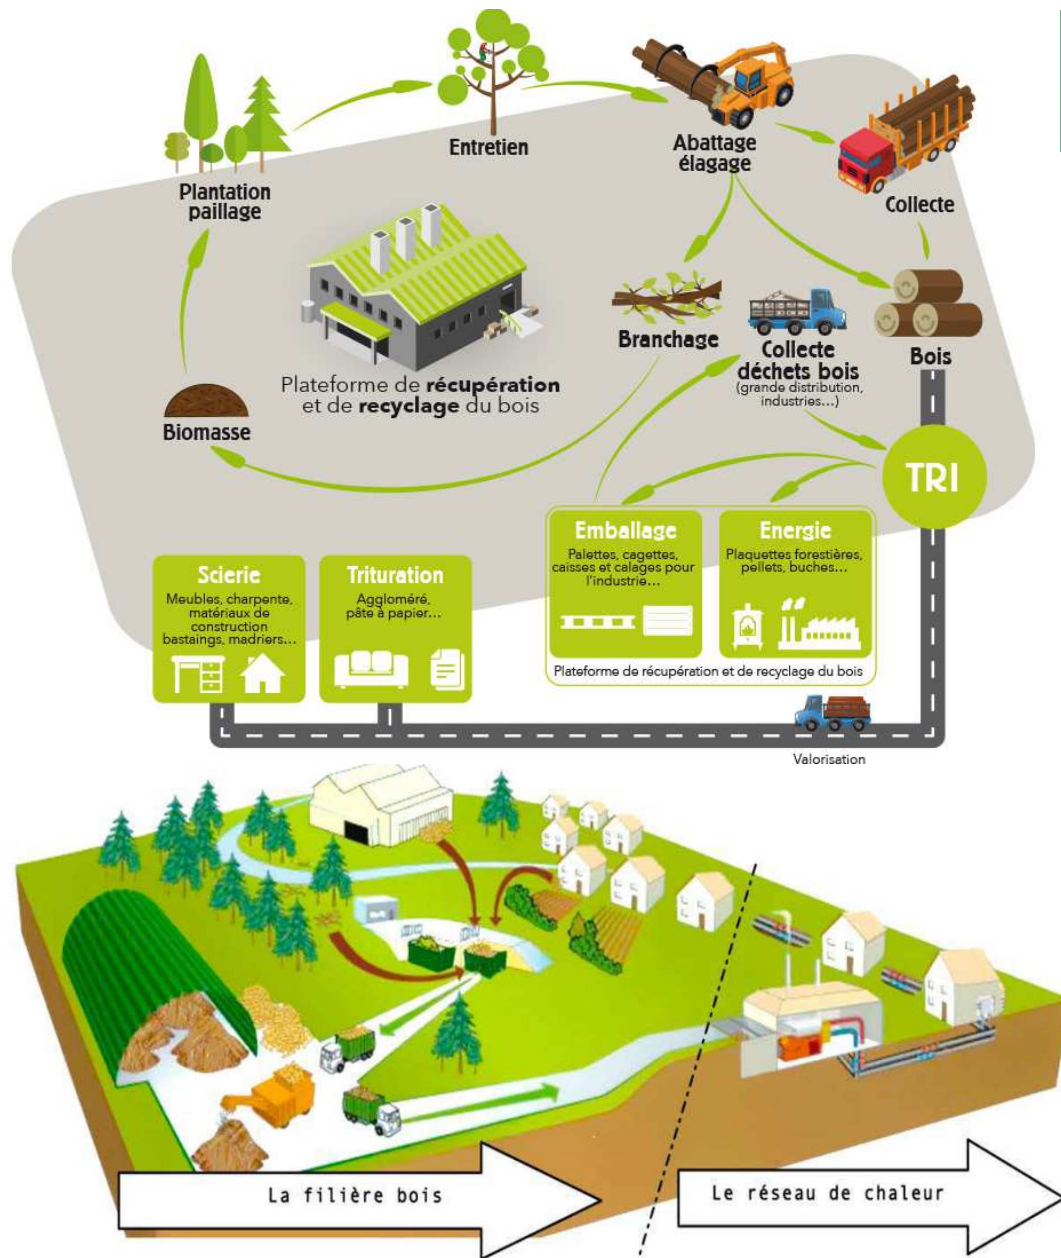 Entretien
Abattage
élagage
Plantation
paillage
Collecte
Branchage
Collecte
déchets bois
(grande distribution,
industries...)
Bois
Plateforme de récupération
et de recyclage du bois
Biomasse
TRI
Emballage
Palettes, cagettes,
caisses et calages pour
l'industrie...
Energie
Plaquettes forestières,
pellets, buches...
Scierie
Meubles, charpente,
matériaux de
construction
bastaings, madriers...
Trituration
Aggloméré,
pâte à papier...
Plateforme de récupération et de recyclage du bois
Valorisation
La filière bois
Le réseau de chaleur